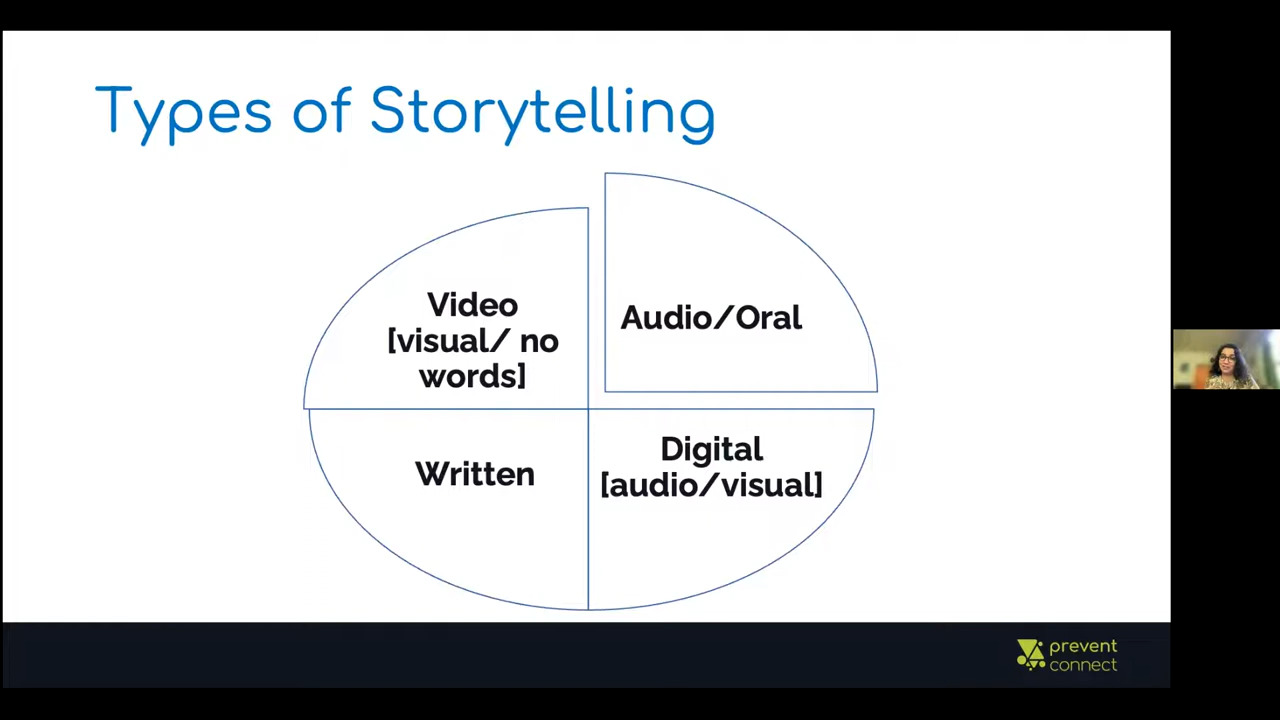 Types of Storytelling
Video
[visual/ no
words]
Audio/Oral
Written
Digital
[audio/visual]
prevent
connect